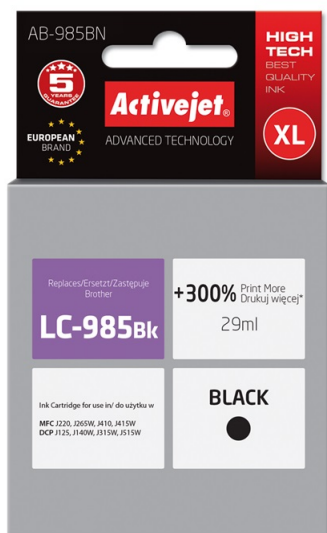 AB-985BN
HIGH
TECH
BEST
QUALITY
INK
5
YEARS
GUARANTEE
Activejet®
EUROPEAN
BRAND
ADVANCED TECHNOLOGY
XL
Replaces/Ersetzt/Zastępuje
Brother
LC-985Bk
+300% Print More
Drukuj więcej*
29ml
Ink Cartridge for use in/ do użytku w
MFC J220, J265W, J410, J415W
DCP J125, J140W, J315W, J515W
BLACK